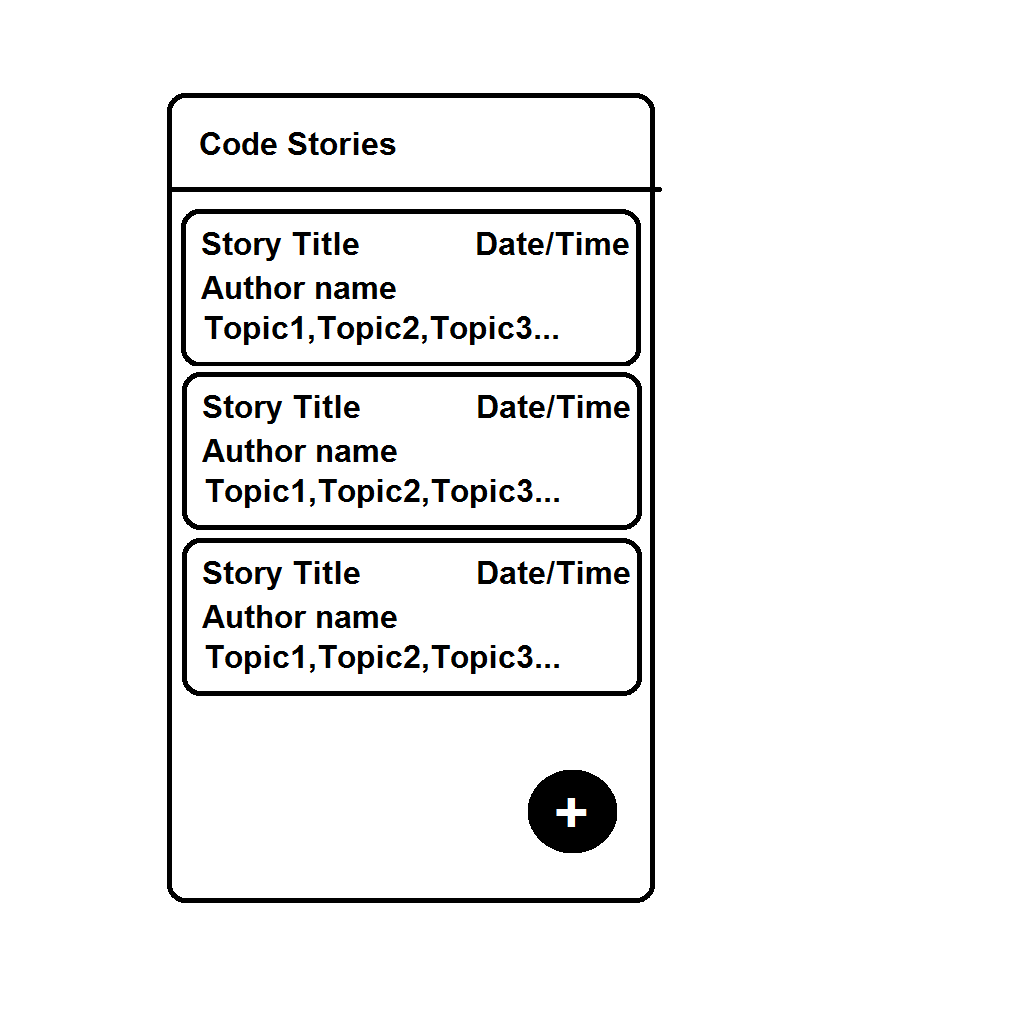 Code Stories
Story Title Date/Time
Author name
Topic1,Topic2,Topic3...
Story Title Date/Time
Author name
Topic1,Topic2,Topic3...
Story Title Date/Time
Author name
Topic1,Topic2,Topic3...
+